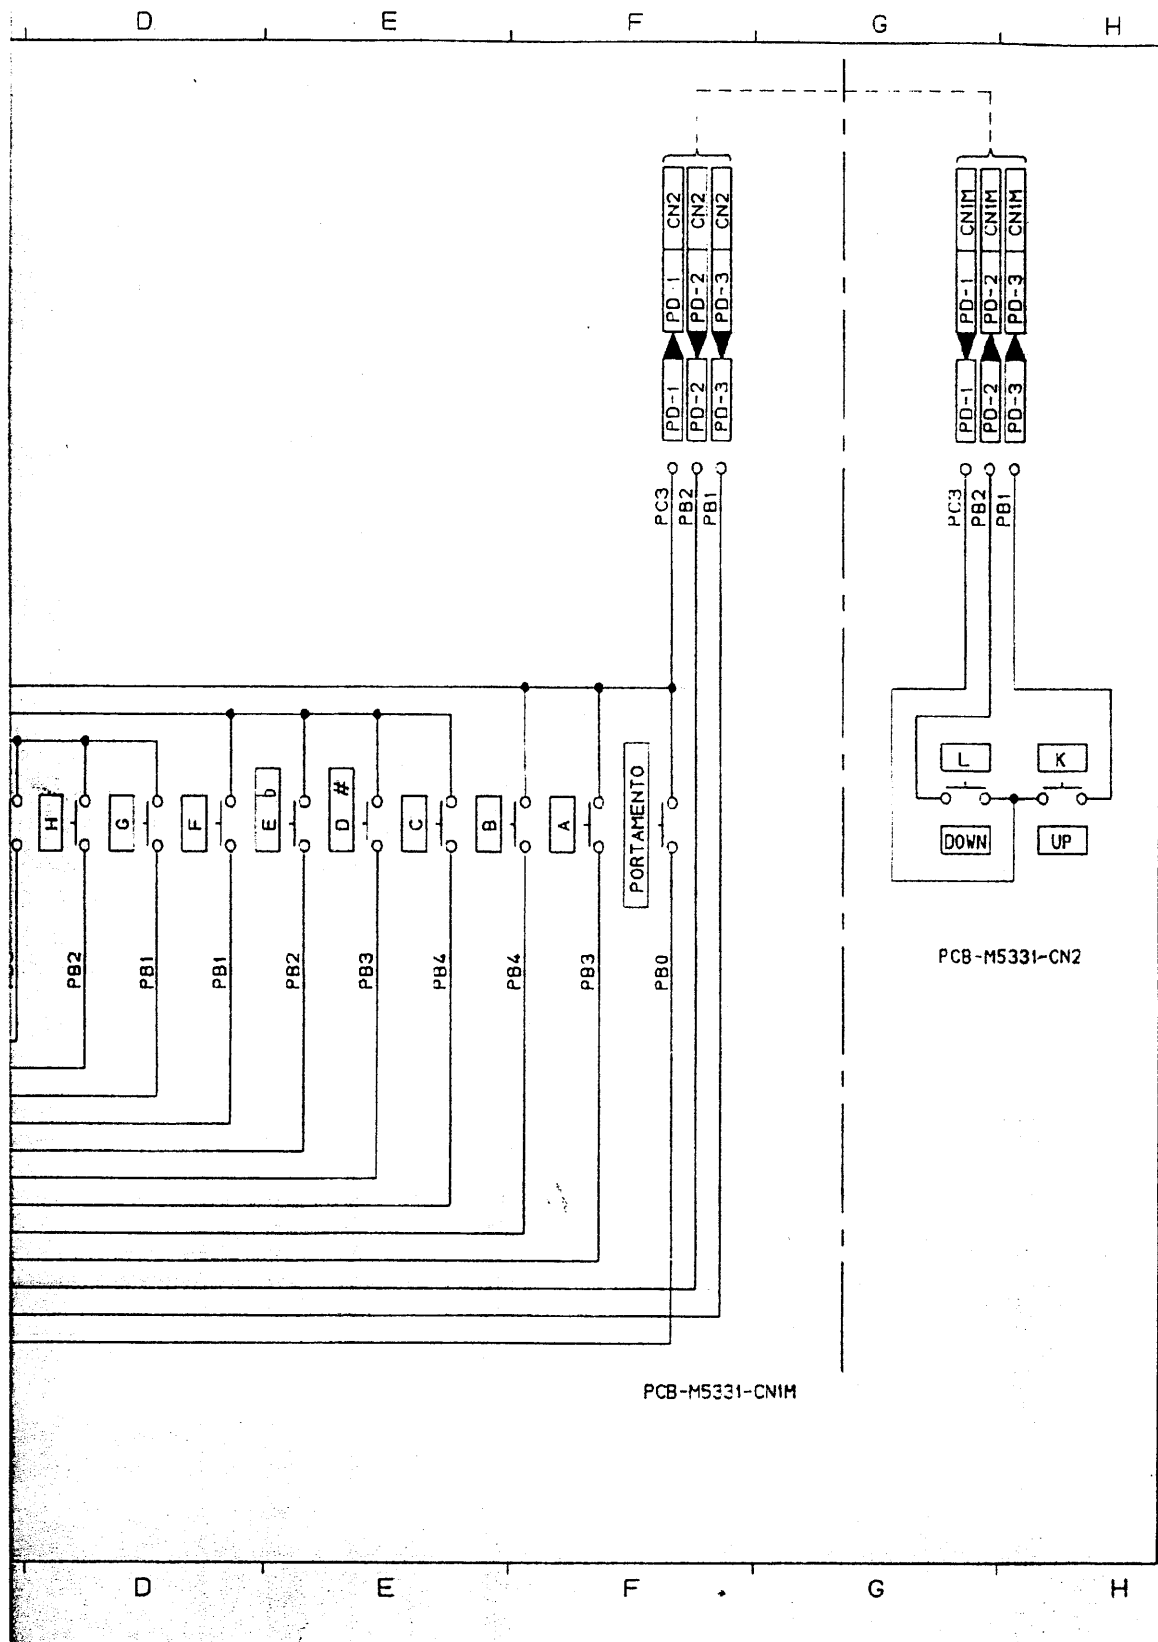 D E F G H
CN2 CN2 CN2
PD-1 PD-2 PD-3
PD-1 PD-2 PD-3
PC3 PB2 PB1
CN1M CN1M CN1M
PD-1 PD-2 PD-3
PD-1 PD-2 PD-3
PC3 PB2 PB1
H G F E b D # C B A PORTAMENTO
L K
DOWN UP
PB2 PB1 PB1 PB2 PB3 PB4 PB4 PB3 PB0
PCB-M5331-CN2
PCB-M5331-CN1M
D E F G H